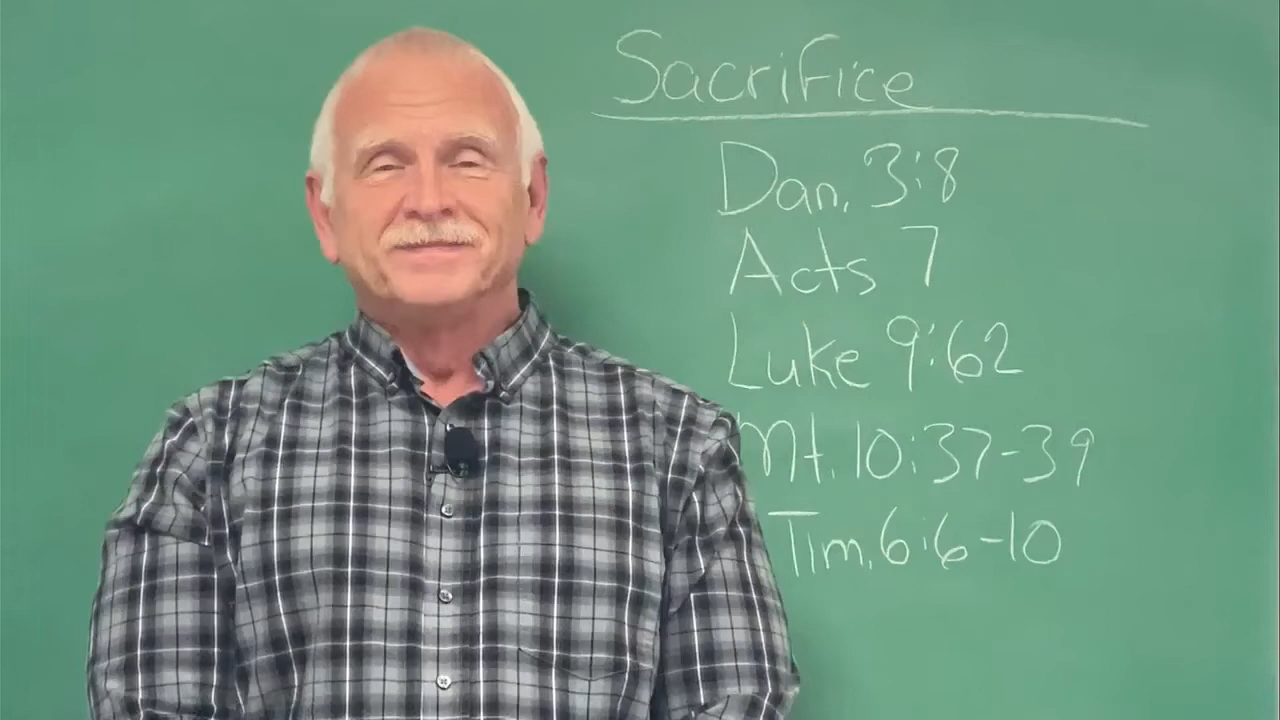 Sacrifice
Dan. 3:8
Acts 7
Luke 9:62
Mt. 10:37-39
Tim. 6:6-10